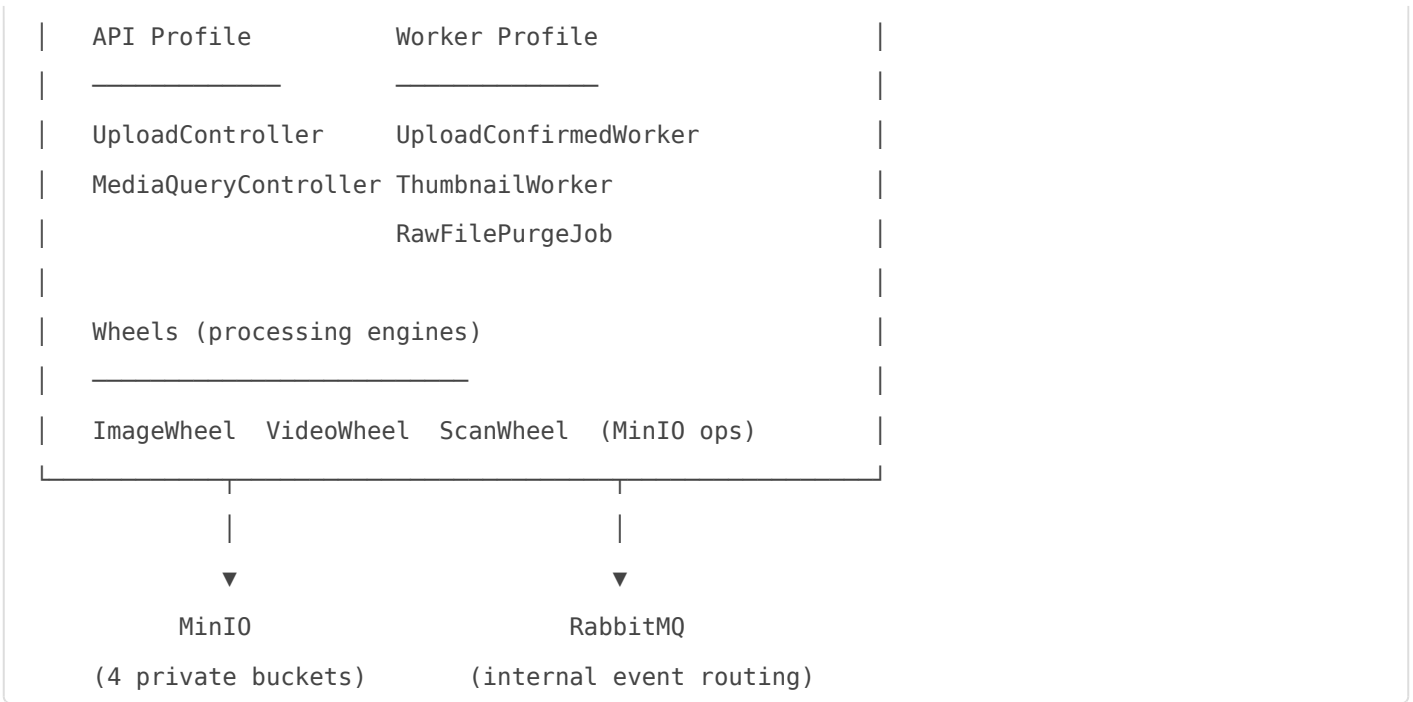 API Profile Worker Profile
UploadController UploadConfirmedWorker
MediaQueryController ThumbnailWorker
RawFilePurgeJob
Wheels (processing engines)
ImageWheel VideoWheel ScanWheel (MinIO ops)
MinIO RabbitMQ
(4 private buckets) (internal event routing)